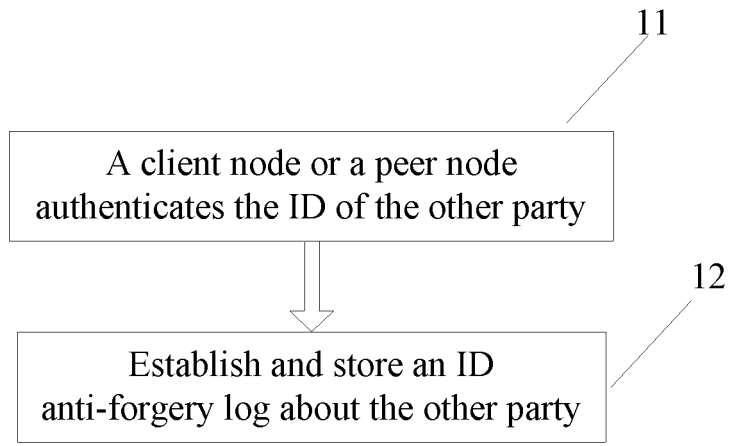 11
A client node or a peer node
authenticates the ID of the other party
12
Establish and store an ID
anti-forgery log about the other party